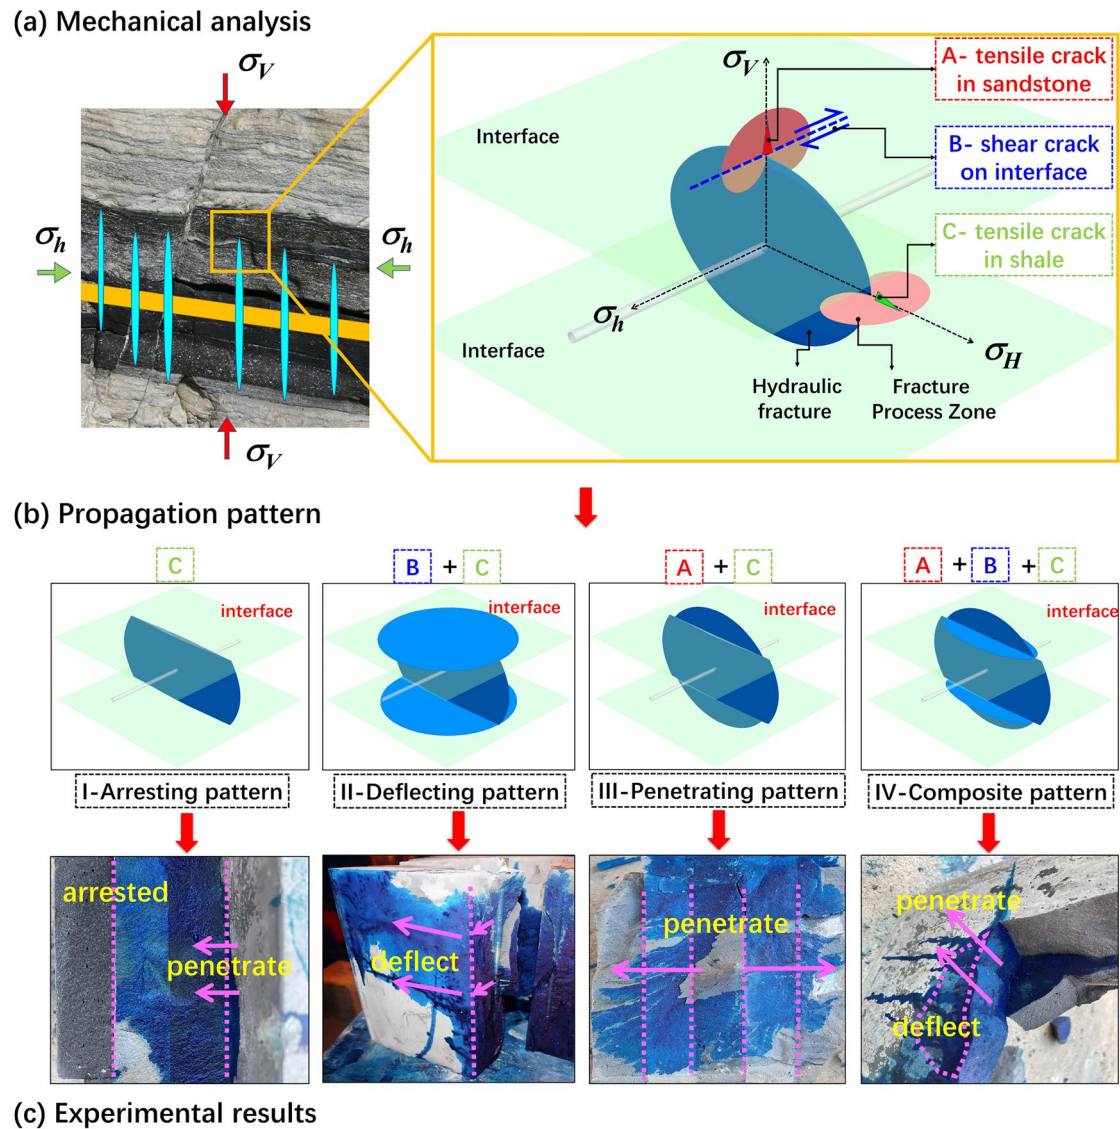 (a) Mechanical analysis
σV
σh
σh
σV
Interface
Interface
σV
σh
σH
Hydraulic
fracture
Fracture
Process Zone
A- tensile crack
in sandstone
B- shear crack
on interface
C- tensile crack
in shale
(b) Propagation pattern
C
B + C
A + C
A + B + C
interface
interface
interface
interface
I-Arresting pattern
II-Deflecting pattern
III-Penetrating pattern
IV-Composite pattern
arrested
penetrate
deflect
penetrate
penetrate
deflect
(c) Experimental results